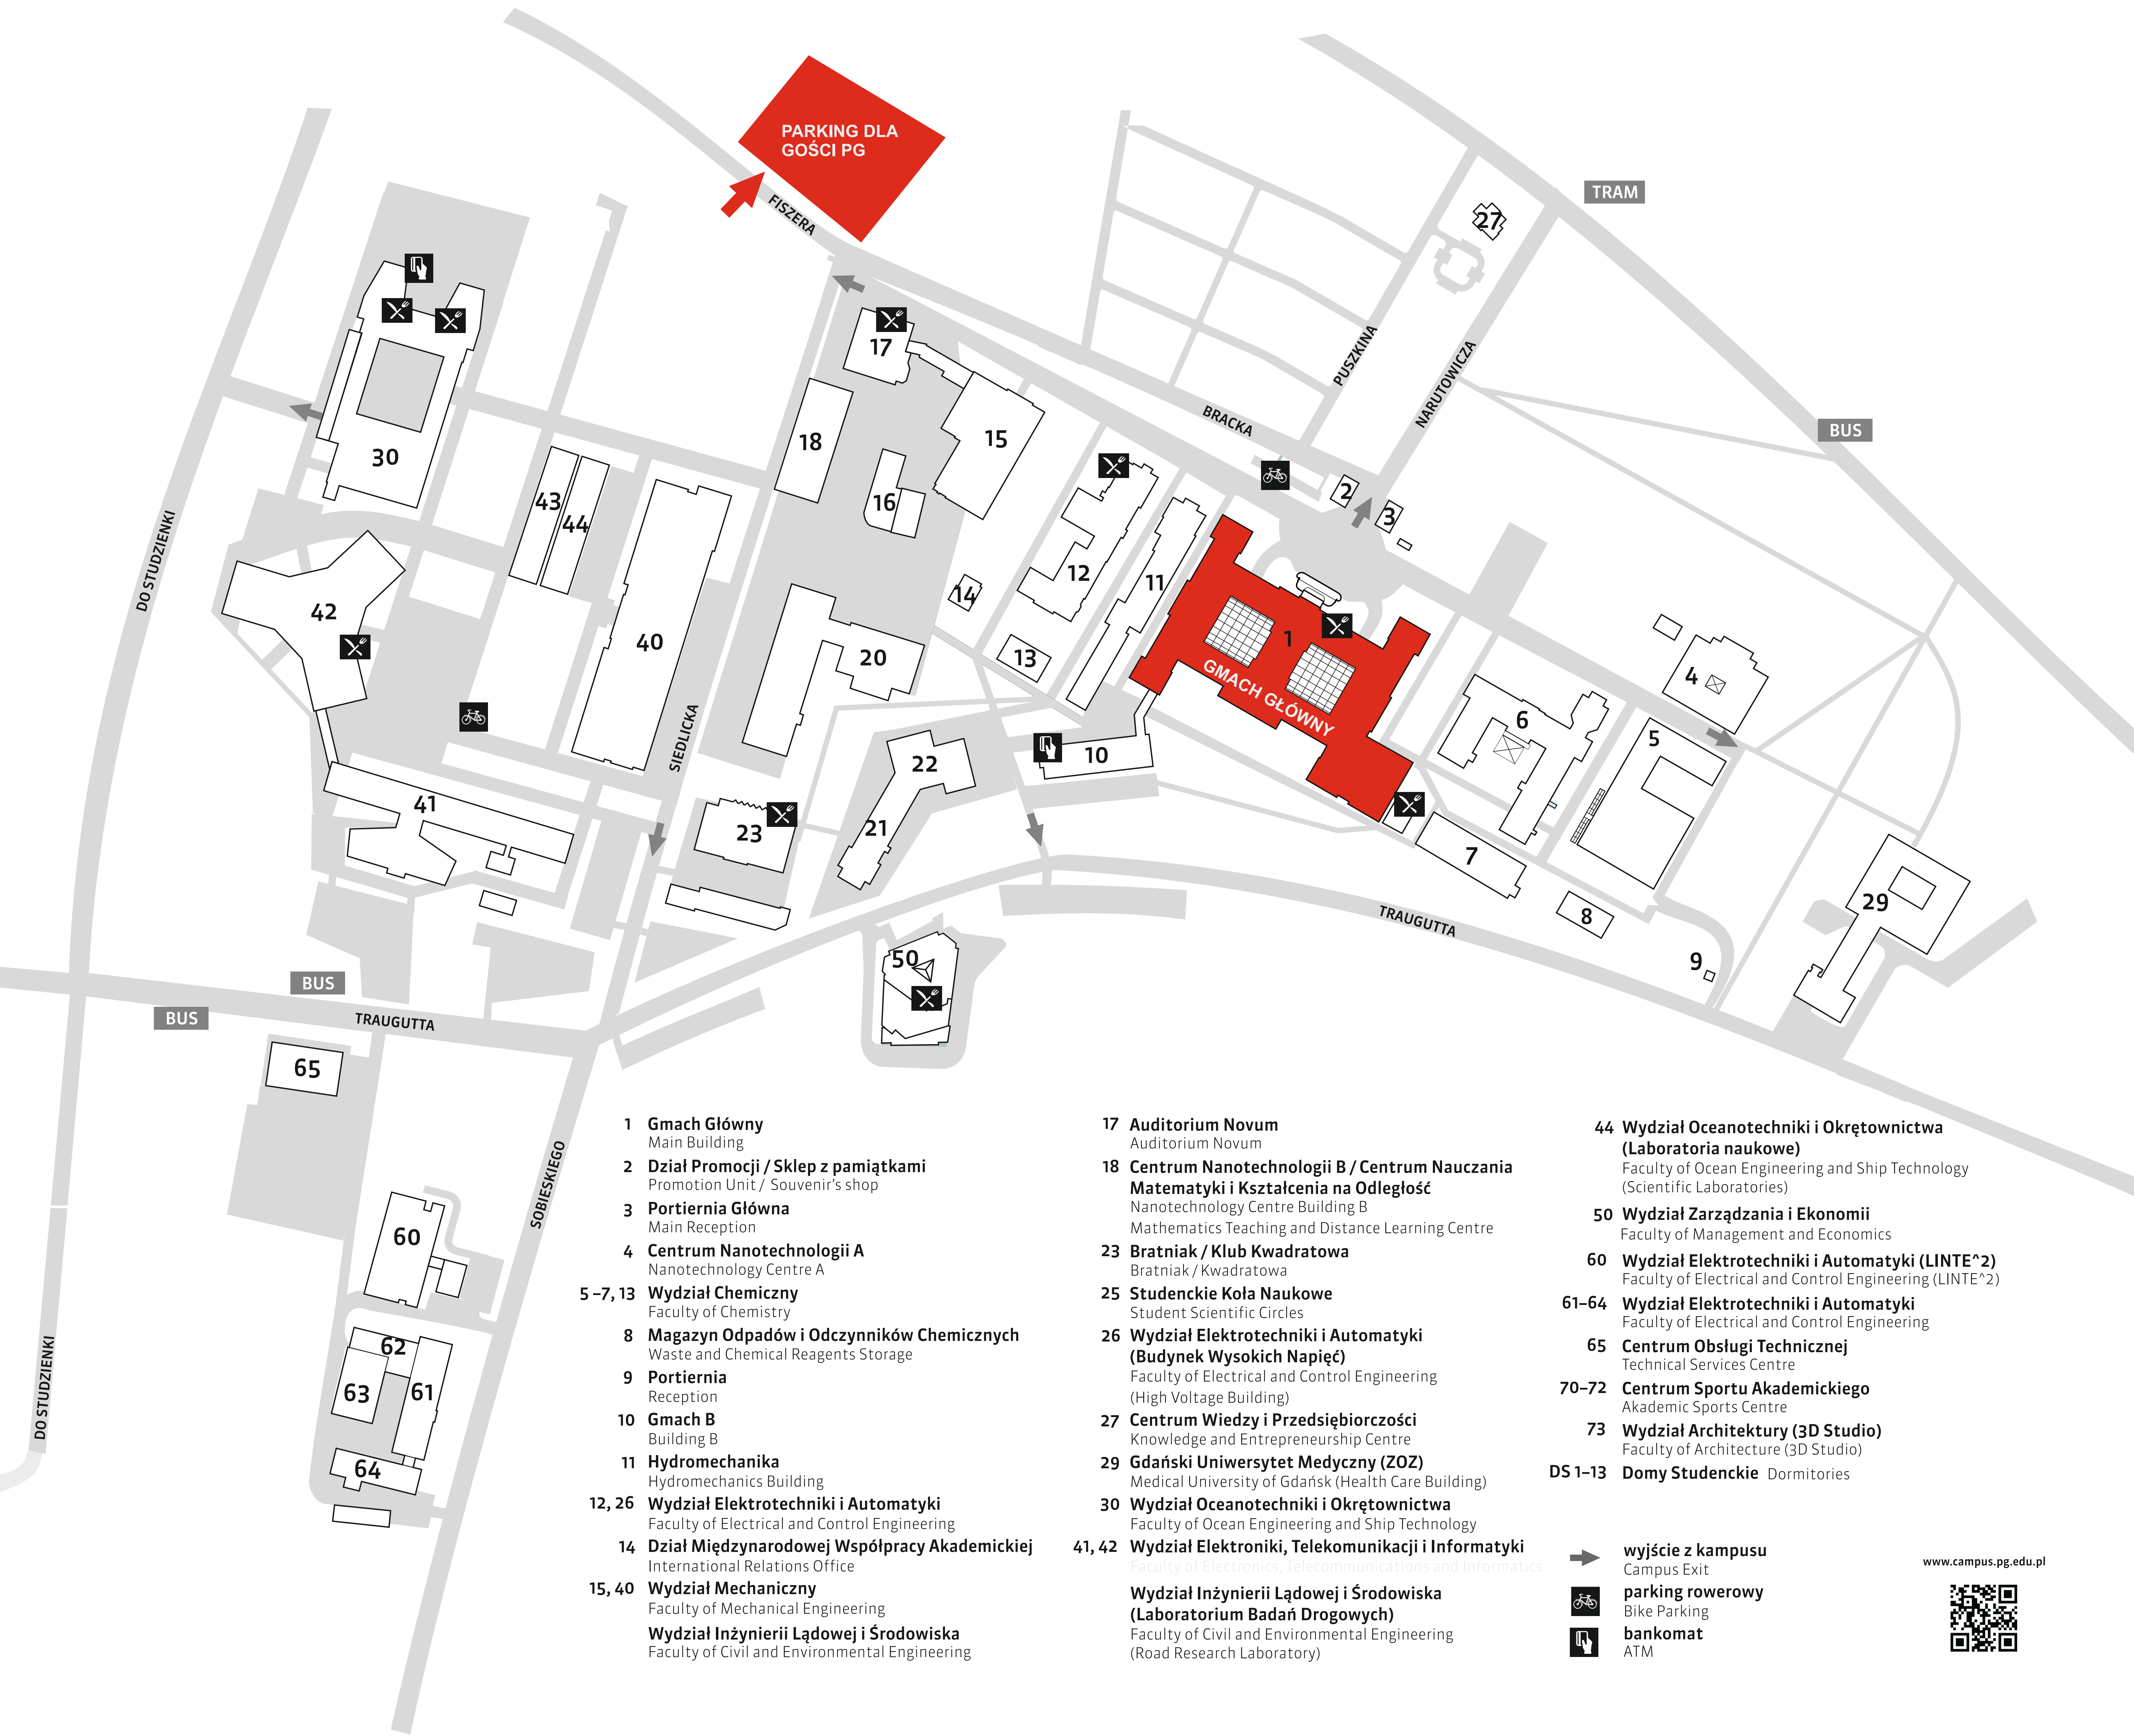 PARKING DLA
GOŚCI PG
FISZERA
TRAM
27
PUSZKINA
NARUTOWICZA
BRACKA
BUS
17
18
15
16
2
3
30
43
44
DO STUDZIENKI
42
40
14
12
11
13
1
GMACH GŁÓWNY
20
4
6
5
SIEDLICKA
22
10
41
23
21
7
8
29
9
TRAUGUTTA
50
BUS
BUS
TRAUGUTTA
65
SOBIESKIEGO
60
62
63
61
64
DO STUDZIENKI
1 Gmach Główny
Main Building
2 Dział Promocji / Sklep z pamiątkami
Promotion Unit / Souvenir's shop
3 Portiernia Główna
Main Reception
4 Centrum Nanotechnologii A
Nanotechnology Centre A
5 –7, 13 Wydział Chemiczny
Faculty of Chemistry
8 Magazyn Odpadów i Odczynników Chemicznych
Waste and Chemical Reagents Storage
9 Portiernia
Reception
10 Gmach B
Building B
11 Hydromechanika
Hydromechanics Building
12, 26 Wydział Elektrotechniki i Automatyki
Faculty of Electrical and Control Engineering
14 Dział Międzynarodowej Współpracy Akademickiej
International Relations Office
15, 40 Wydział Mechaniczny
Faculty of Mechanical Engineering
Wydział Inżynierii Lądowej i Środowiska
Faculty of Civil and Environmental Engineering
17 Auditorium Novum
Auditorium Novum
18 Centrum Nanotechnologii B / Centrum Nauczania
Matematyki i Kształcenia na Odległość
Nanotechnology Centre Building B
Mathematics Teaching and Distance Learning Centre
23 Bratniak / Klub Kwadratowa
Bratniak / Kwadratowa
25 Studenckie Koła Naukowe
Student Scientific Circles
26 Wydział Elektrotechniki i Automatyki
(Budynek Wysokich Napięć)
Faculty of Electrical and Control Engineering
(High Voltage Building)
27 Centrum Wiedzy i Przedsiębiorczości
Knowledge and Entrepreneurship Centre
29 Gdański Uniwersytet Medyczny (ZOZ)
Medical University of Gdańsk (Health Care Building)
30 Wydział Oceanotechniki i Okrętownictwa
Faculty of Ocean Engineering and Ship Technology
41, 42 Wydział Elektroniki, Telekomunikacji i Informatyki
Faculty of Electronics, Telecommunications and Informatics
Wydział Inżynierii Lądowej i Środowiska
(Laboratorium Badań Drogowych)
Faculty of Civil and Environmental Engineering
(Road Research Laboratory)
44 Wydział Oceanotechniki i Okrętownictwa
(Laboratoria naukowe)
Faculty of Ocean Engineering and Ship Technology
(Scientific Laboratories)
50 Wydział Zarządzania i Ekonomii
Faculty of Management and Economics
60 Wydział Elektrotechniki i Automatyki (LINTE^2)
Faculty of Electrical and Control Engineering (LINTE^2)
61–64 Wydział Elektrotechniki i Automatyki
Faculty of Electrical and Control Engineering
65 Centrum Obsługi Technicznej
Technical Services Centre
70–72 Centrum Sportu Akademickiego
Akademic Sports Centre
73 Wydział Architektury (3D Studio)
Faculty of Architecture (3D Studio)
DS 1–13 Domy Studenckie Dormitories
wyjście z kampusu
Campus Exit
parking rowerowy
Bike Parking
bankomat
ATM
www.campus.pg.edu.pl